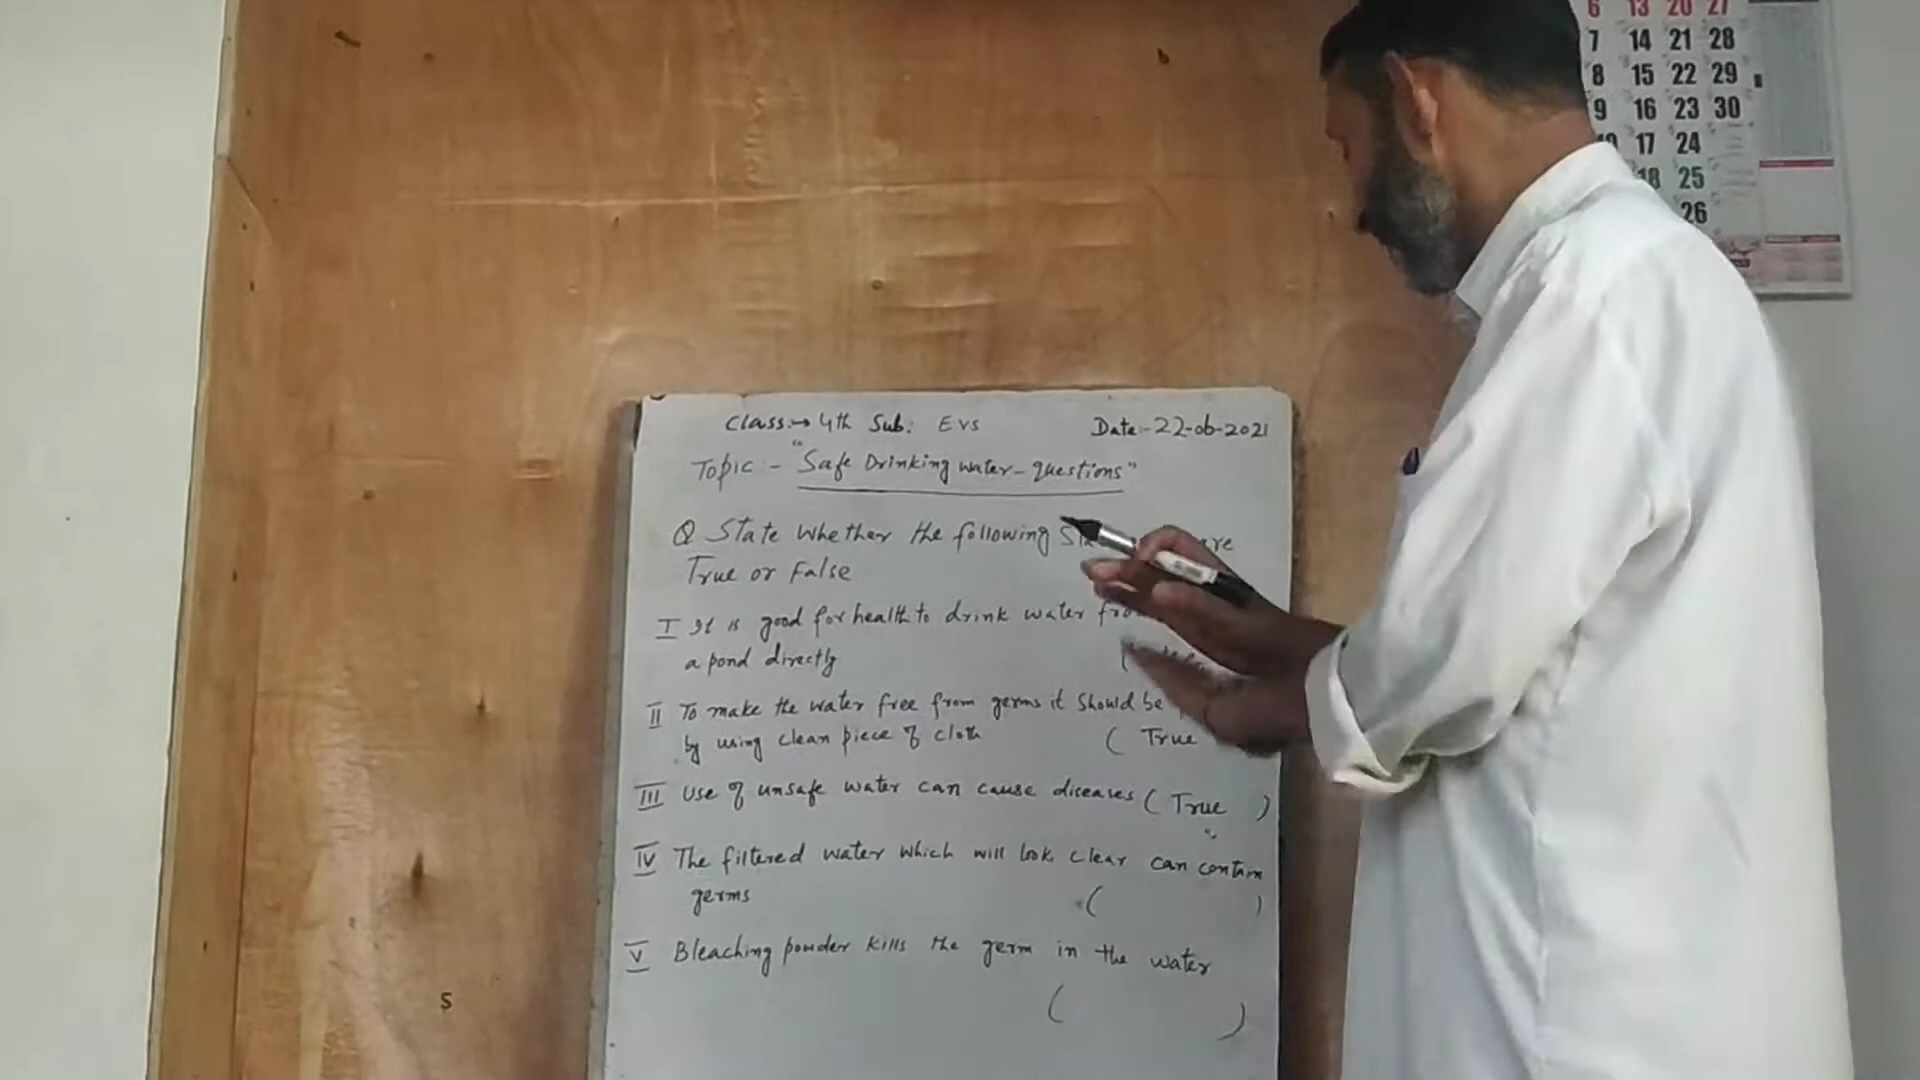 Class:→ 4th Sub: EVS Date:-22-06-2021
Topic - "Safe Drinking water-questions"
Q State Whether the following are
True or False
I It is good for health to drink water
a pond directly (
II To make the water free from germs it should be
by using clean piece of cloth ( True
III Use of unsafe water can cause diseases ( True )
IV The filtered water which will look clear can contain
germs ( )
V Bleaching powder kills the germ in the water
( )
S
6 13 20 27
7 14 21 28
8 15 22 29
9 16 23 30
17 24
18 25
26